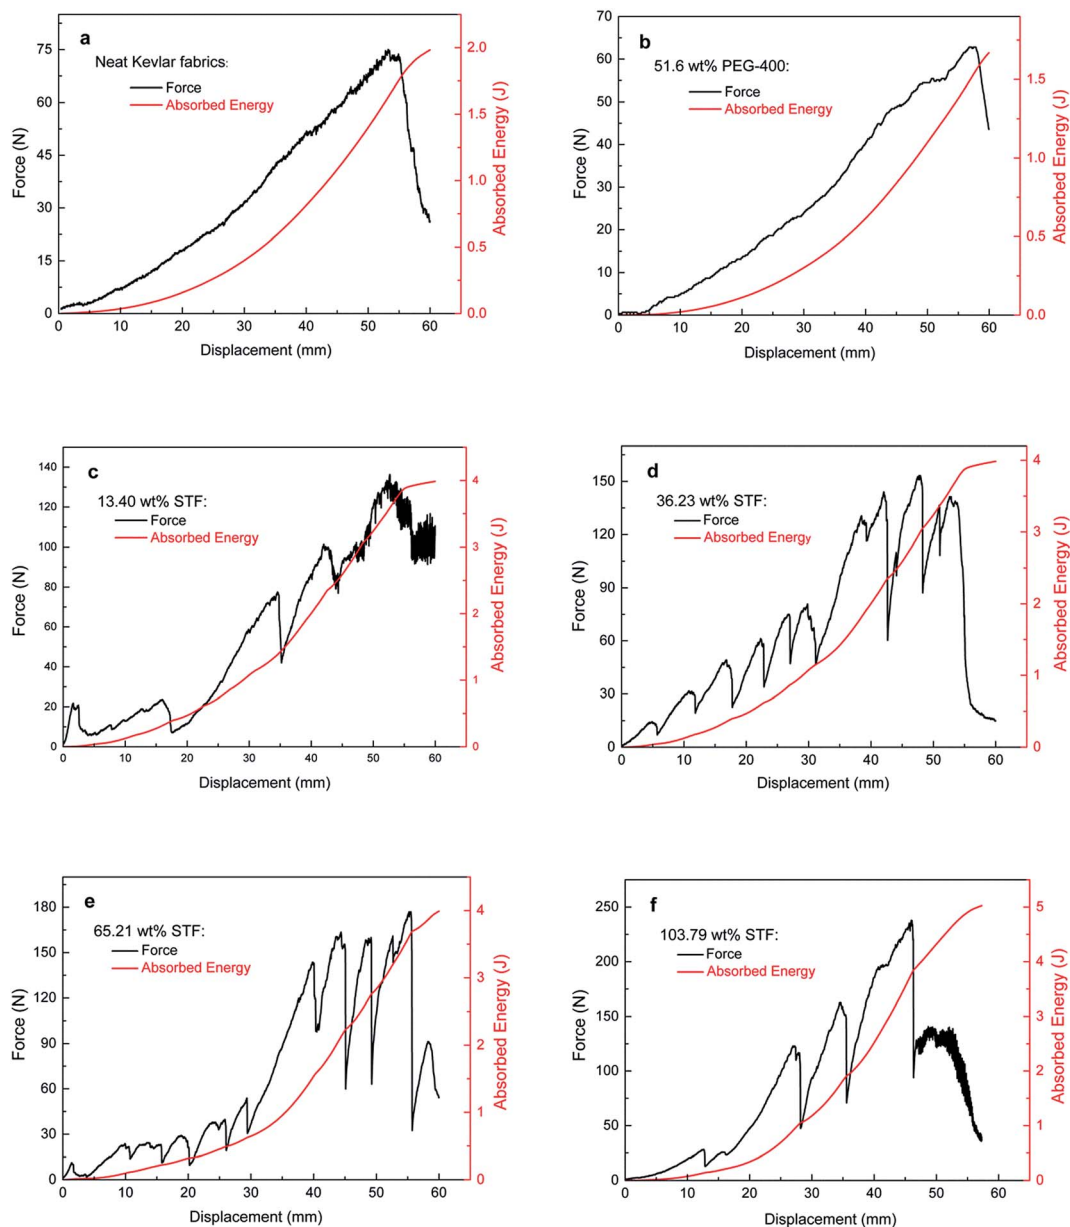 a
Neat Kevlar fabrics:
Force
Absorbed Energy
Force (N)
75
60
45
30
15
0
0 10 20 30 40 50 60
Displacement (mm)
2.0
1.5
1.0
0.5
0.0
Absorbed Energy (J)
b
51.6 wt% PEG-400:
Force
Absorbed Energy
Force (N)
70
60
50
40
30
20
10
0
0 10 20 30 40 50 60
Displacement (mm)
1.5
1.0
0.5
0.0
Absorbed Energy (J)
c
13.40 wt% STF:
Force
Absorbed Energy
Force (N)
140
120
100
80
60
40
20
0
0 10 20 30 40 50 60
Displacement (mm)
4
3
2
1
0
Absorbed Energy (J)
d
36.23 wt% STF:
Force
Absorbed Energy
Force (N)
150
120
90
60
30
0
0 10 20 30 40 50 60
Displacement (mm)
4
3
2
1
0
Absorbed Energy (J)
e
65.21 wt% STF:
Force
Absorbed Energy
Force (N)
180
150
120
90
60
30
0
0 10 20 30 40 50 60
Displacement (mm)
4
3
2
1
0
Absorbed Energy (J)
f
103.79 wt% STF:
Force
Absorbed Energy
Force (N)
250
200
150
100
50
0
0 10 20 30 40 50 60
Displacement (mm)
5
4
3
2
1
0
Absorbed Energy (J)